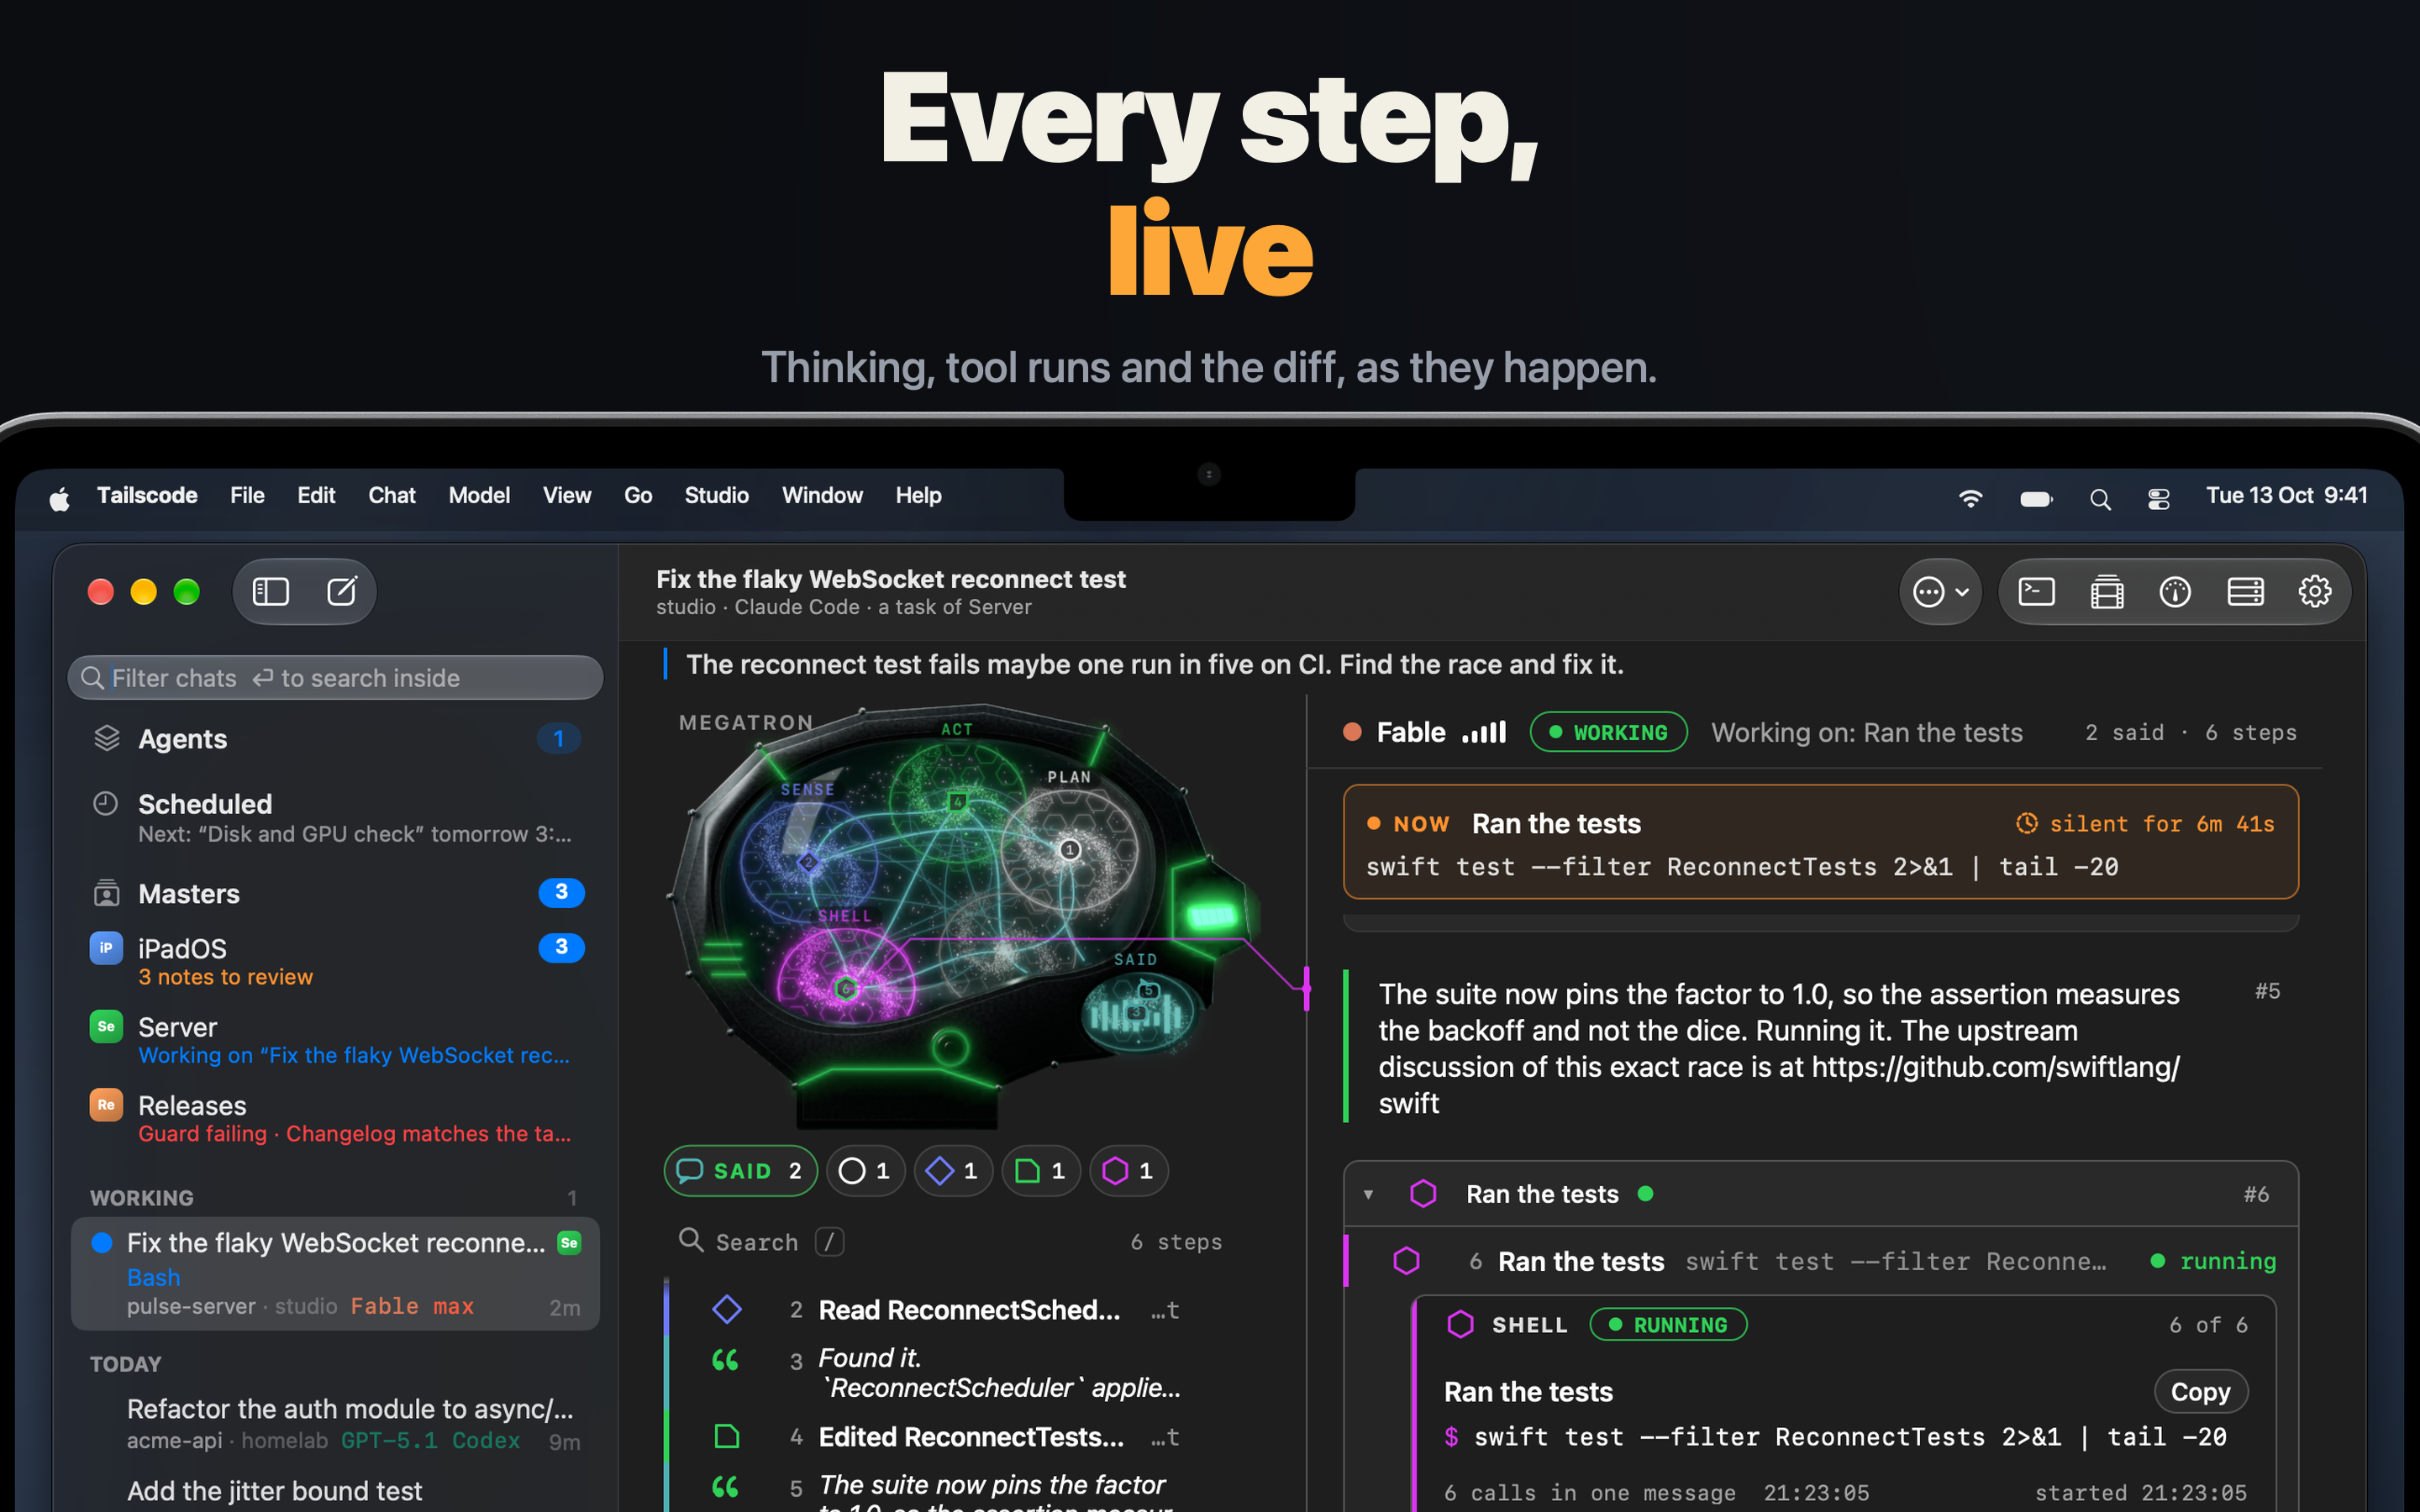 Every step,
live
Thinking, tool runs and the diff, as they happen.
Tailscode File Edit Chat Model View Go Studio Window Help
Tue 13 Oct 9:41
Fix the flaky WebSocket reconnect test
studio · Claude Code · a task of Server
Filter chats ↩ to search inside
Agents 1
Scheduled
Next: “Disk and GPU check” tomorrow 3:...
Masters 3
iP iPadOS 3
3 notes to review
Se Server
Working on “Fix the flaky WebSocket rec...
Re Releases
Guard failing · Changelog matches the ta...
WORKING 1
Fix the flaky WebSocket reconne... Se
Bash
pulse-server · studio Fable max 2m
TODAY
Refactor the auth module to async/...
acme-api · homelab GPT-5.1 Codex 9m
Add the jitter bound test
The reconnect test fails maybe one run in five on CI. Find the race and fix it.
MEGATRON
ACT
PLAN
SENSE
4
1
2
SHELL
6
SAID
5
3
SAID 2 1 1 1 1
Search / 6 steps
2 Read ReconnectSched... ...t
3 Found it.
`ReconnectScheduler` applie...
4 Edited ReconnectTests... ...t
5 The suite now pins the factor
Fable WORKING Working on: Ran the tests 2 said · 6 steps
NOW Ran the tests silent for 6m 41s
swift test --filter ReconnectTests 2>&1 | tail -20
The suite now pins the factor to 1.0, so the assertion measures #5
the backoff and not the dice. Running it. The upstream
discussion of this exact race is at https://github.com/swiftlang/
swift
Ran the tests #6
6 Ran the tests swift test --filter Reconne... running
SHELL RUNNING 6 of 6
Ran the tests Copy
$ swift test --filter ReconnectTests 2>&1 | tail -20
6 calls in one message 21:23:05 started 21:23:05